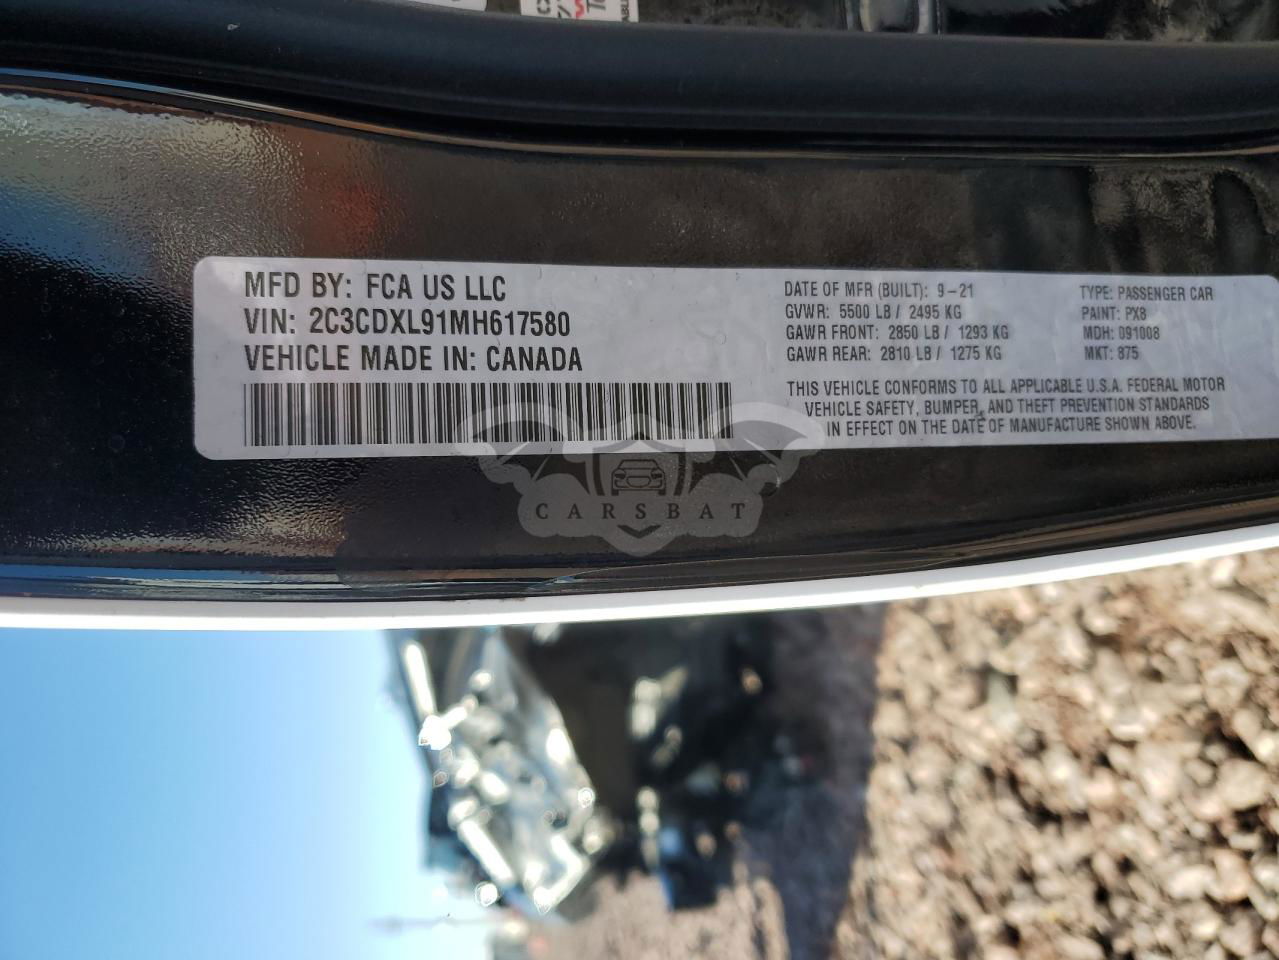 MFD BY: FCA US LLC
VIN: 2C3CDXL91MH617580
VEHICLE MADE IN: CANADA
DATE OF MFR (BUILT): 9-21
GVWR: 5500 LB / 2495 KG
GAWR FRONT: 2850 LB / 1293 KG
GAWR REAR: 2810 LB / 1275 KG
TYPE: PASSENGER CAR
PAINT: PX8
MDH: 091008
MKT: 875
THIS VEHICLE CONFORMS TO ALL APPLICABLE U.S.A. FEDERAL MOTOR
VEHICLE SAFETY, BUMPER, AND THEFT PREVENTION STANDARDS
IN EFFECT ON THE DATE OF MANUFACTURE SHOWN ABOVE.
CARSBAT